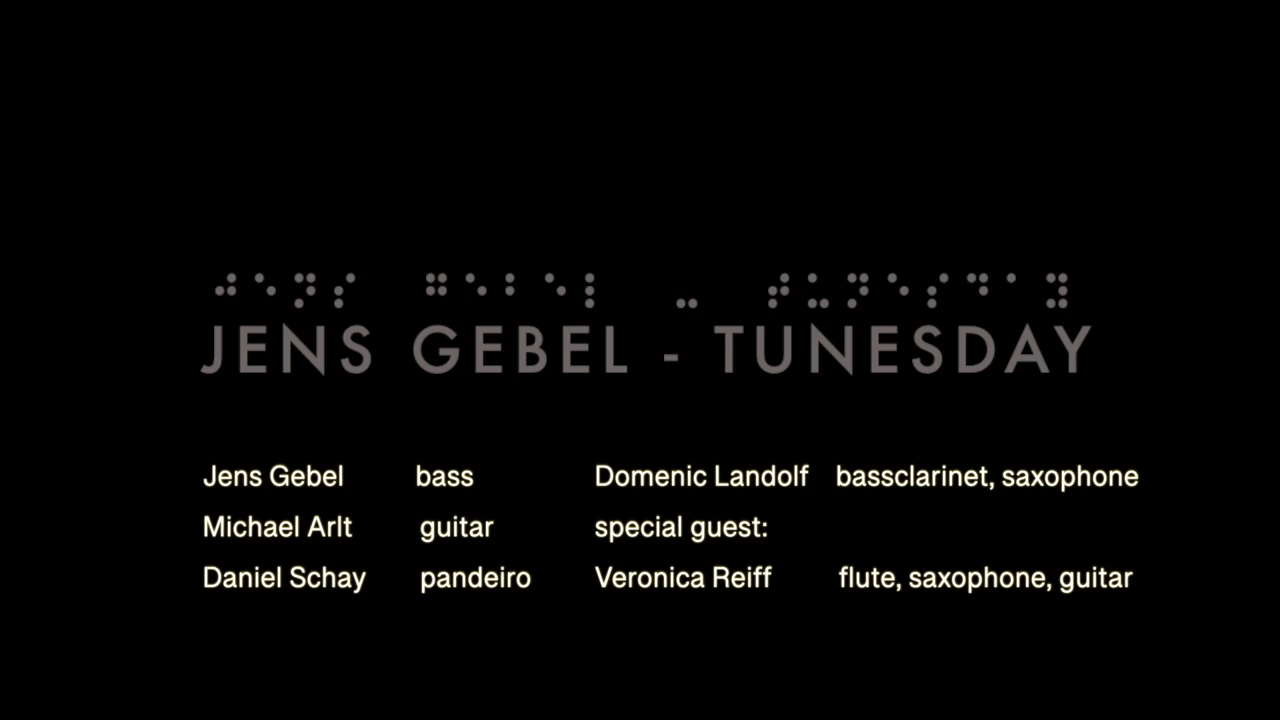 ⠚⠑⠝⠎ ⠛⠑⠃⠑⠇ ⠤ ⠞⠥⠝⠑⠎⠙⠁⠽
JENS GEBEL - TUNESDAY
Jens Gebel bass Domenic Landolf bassclarinet, saxophone
Michael Arlt guitar special guest:
Daniel Schay pandeiro Veronica Reiff flute, saxophone, guitar